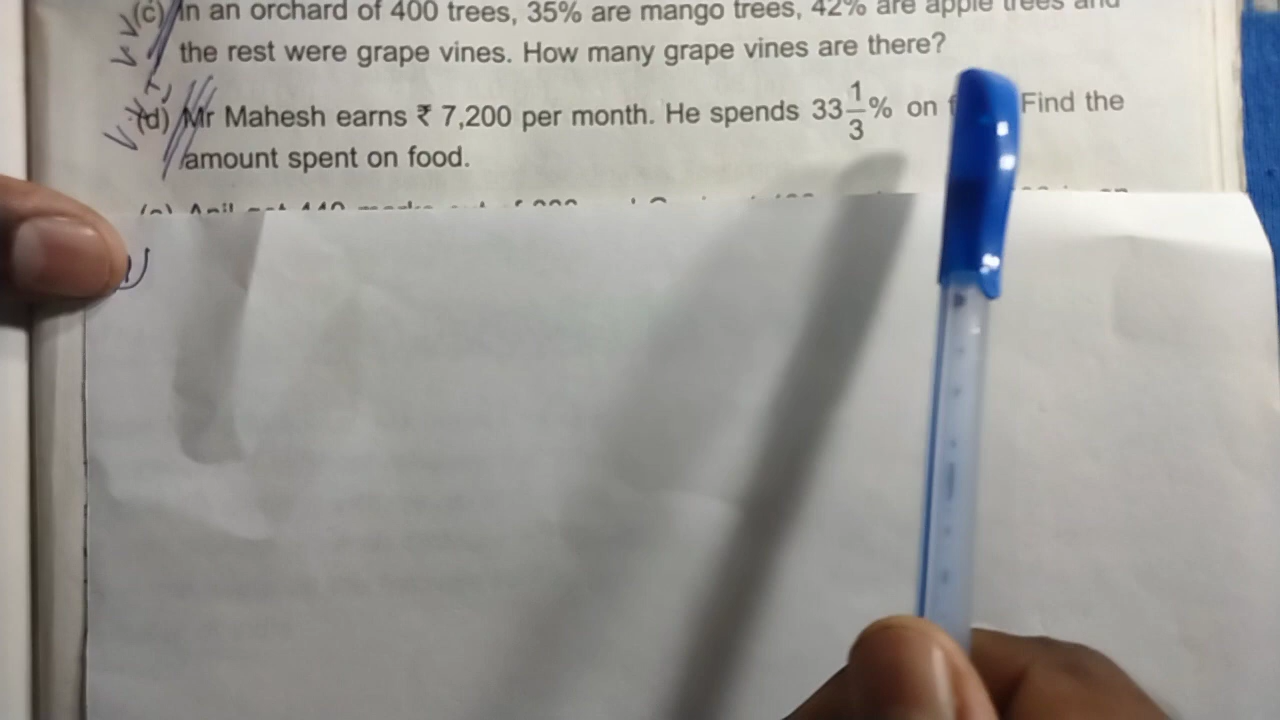 (c) In an orchard of 400 trees, 35% are mango trees, 42% are apple trees and
the rest were grape vines. How many grape vines are there?
(d) Mr Mahesh earns ₹ 7,200 per month. He spends 33 1/3% on Find the
amount spent on food.